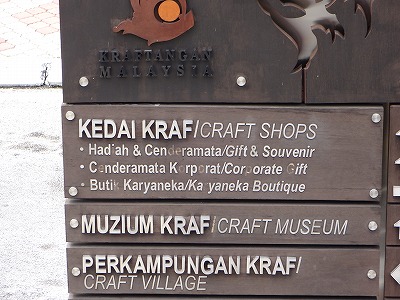 KRAFTANGAN
MALAYSIA
KEDAI KRAF/CRAFT SHOPS
• Hadiah & Cenderamata/Gift & Souvenir
• Cenderamata Korporat/Corporate Gift
• Butik Karyaneka/Karyaneka Boutique
MUZIUM KRAF/CRAFT MUSEUM
PERKAMPUNGAN KRAF/
CRAFT VILLAGE